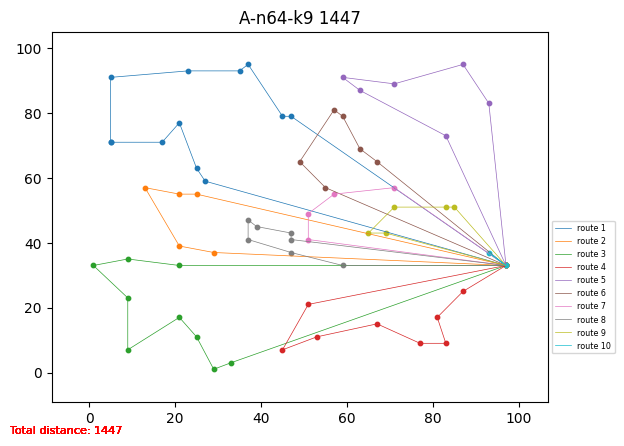 A-n64-k9 1447
100
80
60
40
20
0
0 20 40 60 80 100
route 1
route 2
route 3
route 4
route 5
route 6
route 7
route 8
route 9
route 10
Total distance: 1447